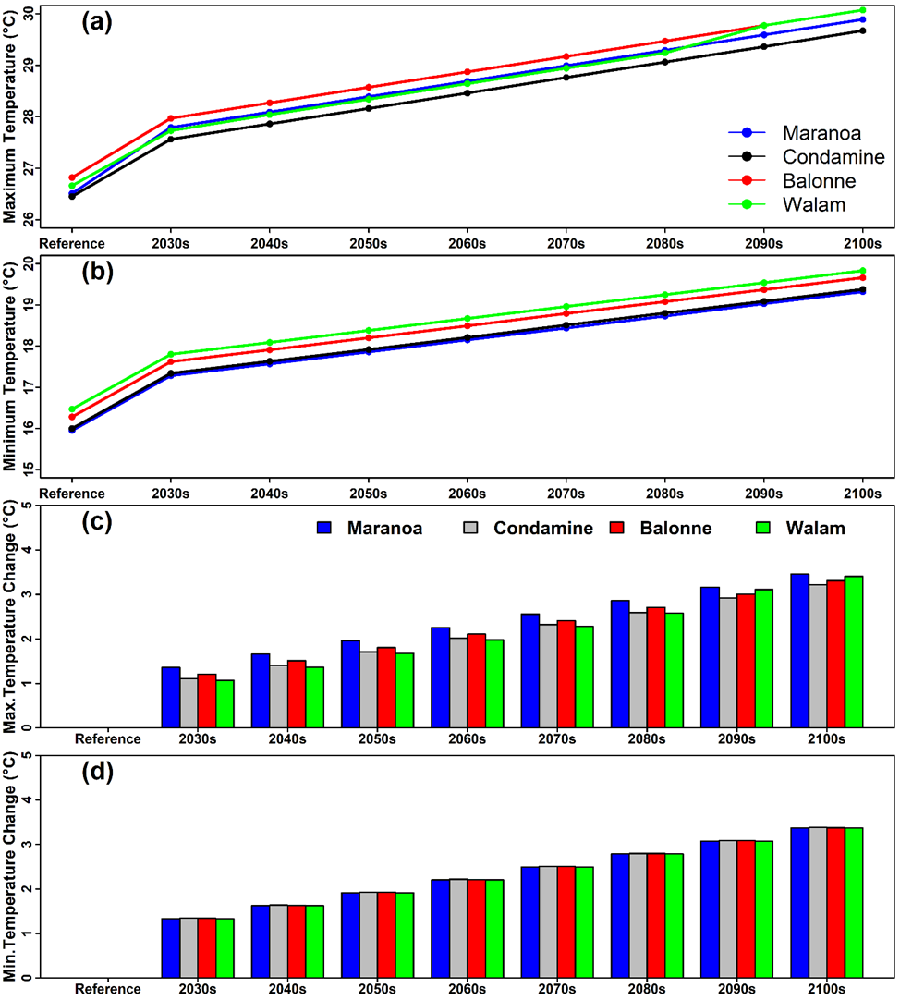 (a)
Maximum Temperature (°C)
30
29
28
27
26
Maranoa
Condamine
Balonne
Walam
Reference 2030s 2040s 2050s 2060s 2070s 2080s 2090s 2100s
(b)
Minimum Temperature (°C)
20
19
18
17
16
15
Reference 2030s 2040s 2050s 2060s 2070s 2080s 2090s 2100s
(c)
Max.Temperature Change (°C)
5
4
3
2
1
0
Maranoa Condamine Balonne Walam
Reference 2030s 2040s 2050s 2060s 2070s 2080s 2090s 2100s
(d)
Min.Temperature Change (°C)
5
4
3
2
1
0
Reference 2030s 2040s 2050s 2060s 2070s 2080s 2090s 2100s